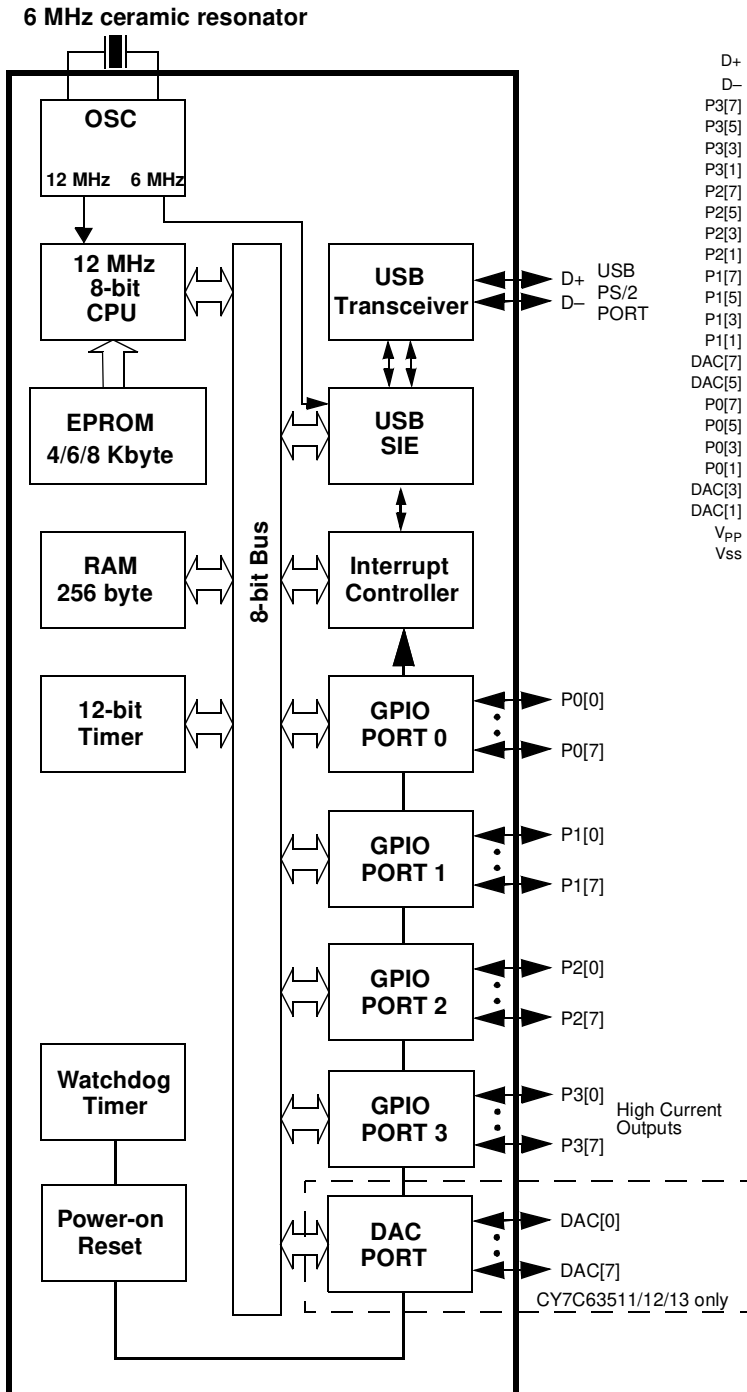 6 MHz ceramic resonator
OSC
12 MHz 6 MHz
12 MHz
8-bit
CPU
EPROM
4/6/8 Kbyte
RAM
256 byte
12-bit
Timer
Watchdog
Timer
Power-on
Reset
8-bit Bus
USB
Transceiver
USB
SIE
Interrupt
Controller
GPIO
PORT 0
GPIO
PORT 1
GPIO
PORT 2
GPIO
PORT 3
DAC
PORT
D+ USB
PS/2
D– PORT
P0[0]
P0[7]
P1[0]
P1[7]
P2[0]
P2[7]
P3[0]
High Current
Outputs
P3[7]
DAC[0]
DAC[7]
CY7C63511/12/13 only
D+
D–
P3[7]
P3[5]
P3[3]
P3[1]
P2[7]
P2[5]
P2[3]
P2[1]
P1[7]
P1[5]
P1[3]
P1[1]
DAC[7]
DAC[5]
P0[7]
P0[5]
P0[3]
P0[1]
DAC[3]
DAC[1]
VPP
Vss